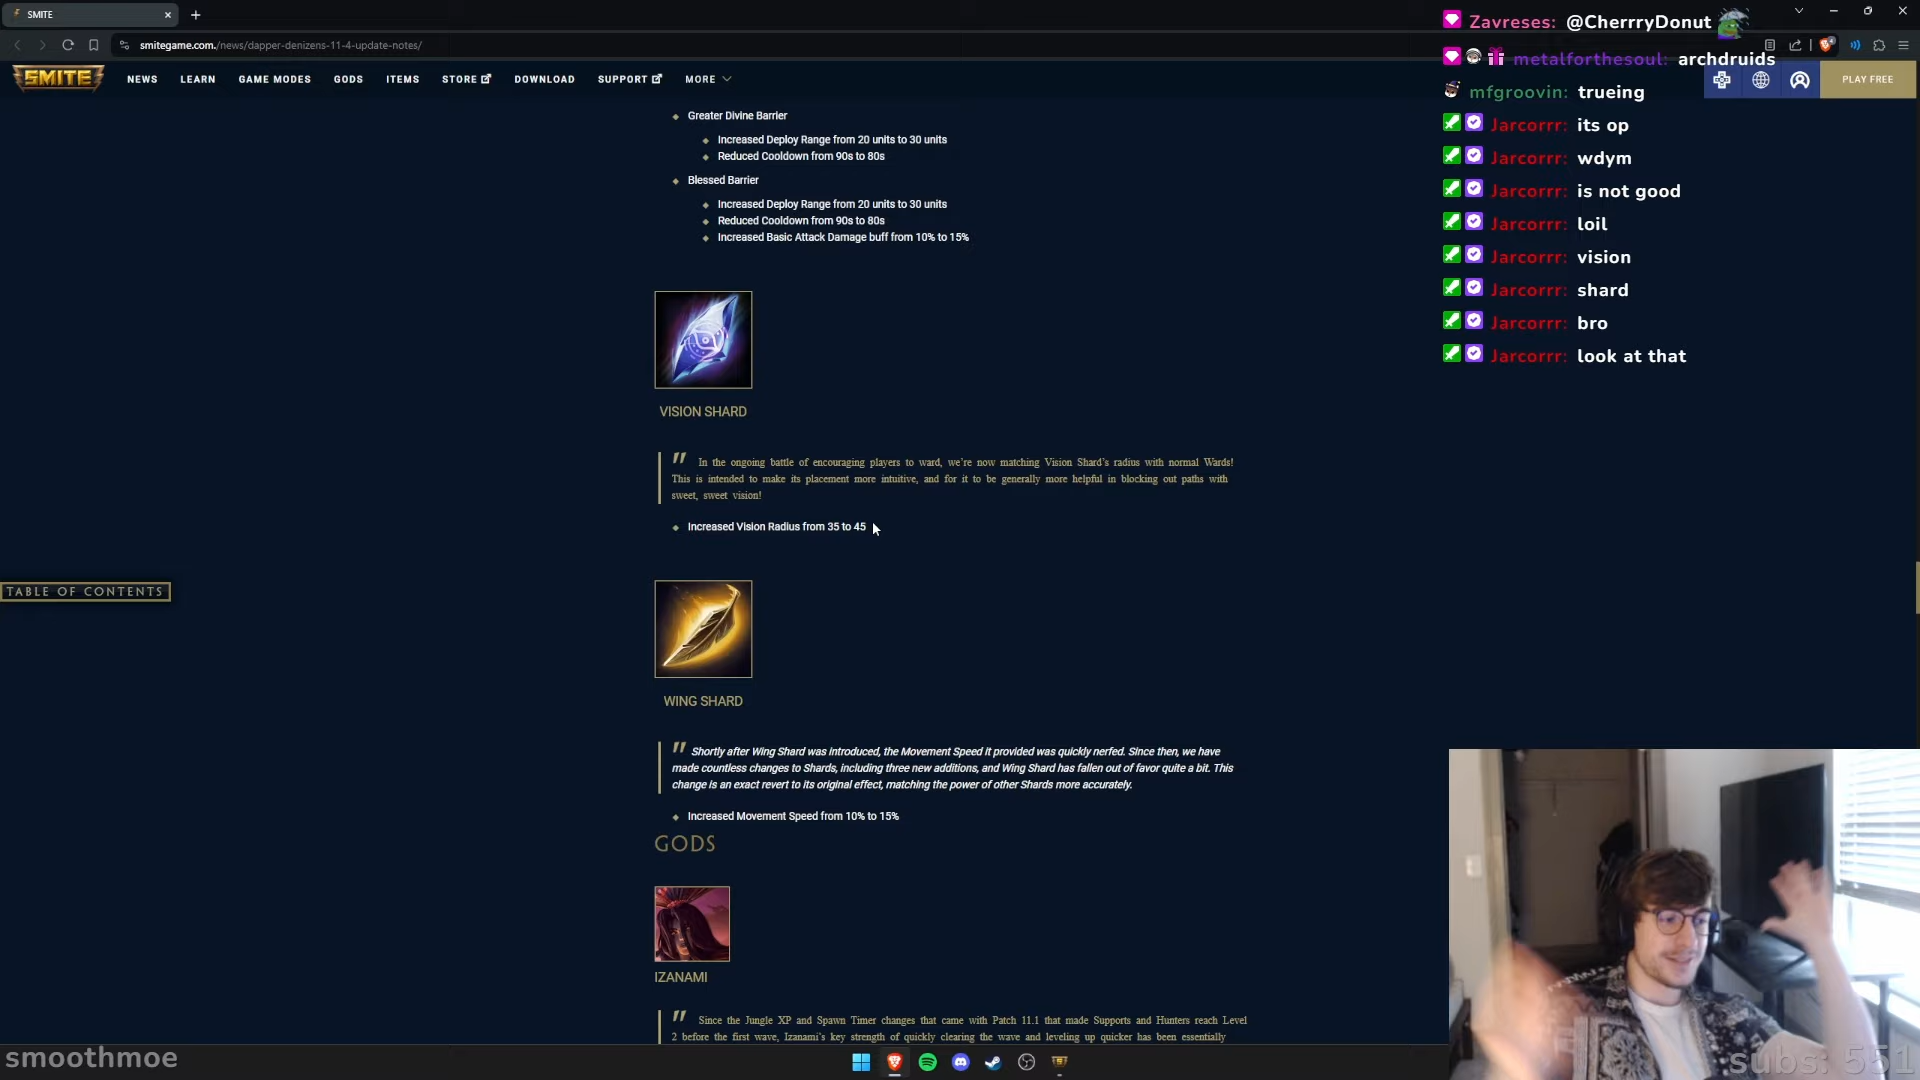 SMITE
smitegame.com/news/dapper-denizens-11-4-update-notes/
SMITE
NEWS
LEARN
GAME MODES
GODS
ITEMS
STORE
DOWNLOAD
SUPPORT
MORE
PLAY FREE
Greater Divine Barrier
Increased Deploy Range from 20 units to 30 units
Reduced Cooldown from 90s to 80s
Blessed Barrier
Increased Deploy Range from 20 units to 30 units
Reduced Cooldown from 90s to 80s
Increased Basic Attack Damage buff from 10% to 15%
VISION SHARD
" In the ongoing battle of encouraging players to ward, we're now matching Vision Shard's radius with normal Wards!
This is intended to make its placement more intuitive, and for it to be generally more helpful in blocking out paths with
sweet, sweet vision!
Increased Vision Radius from 35 to 45
TABLE OF CONTENTS
WING SHARD
" Shortly after Wing Shard was introduced, the Movement Speed it provided was quickly nerfed. Since then, we have
made countless changes to Shards, including three new additions, and Wing Shard has fallen out of favor quite a bit. This
change is an exact revert to its original effect, matching the power of other Shards more accurately.
Increased Movement Speed from 10% to 15%
GODS
IZANAMI
" Since the Jungle XP and Spawn Timer changes that came with Patch 11.1 that made Supports and Hunters reach Level
2 before the first wave, Izanami's key strength of quickly clearing the wave and leveling up quicker has been essentially
Zavreses: @CherrryDonut
metalforthesoul: archdruids
mfgroovin: trueing
Jarcorrr: its op
Jarcorrr: wdym
Jarcorrr: is not good
Jarcorrr: loil
Jarcorrr: vision
Jarcorrr: shard
Jarcorrr: bro
Jarcorrr: look at that
smoothmoe
subs: 551